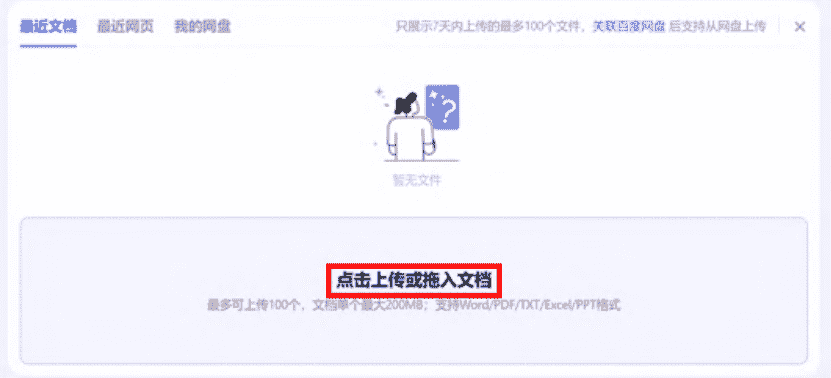 最近文档 最近网页 我的网盘 只展示7天内上传的最多100个文件，关联百度网盘 后支持从网盘上传 ×
?
暂无文件
点击上传或拖入文档
最多可上传100个，文档单个最大200MB；支持Word/PDF/TXT/Excel/PPT格式